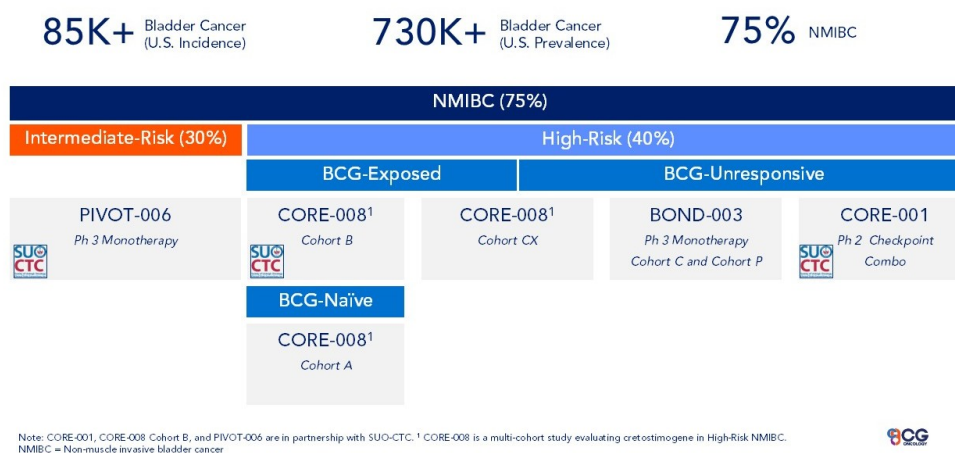 85K+ Bladder Cancer
(U.S. Incidence)
730K+ Bladder Cancer
(U.S. Prevalence)
75% NMIBC
NMIBC (75%)
Intermediate-Risk (30%)
High-Risk (40%)
BCG-Exposed
BCG-Unresponsive
PIVOT-006
Ph 3 Monotherapy
SUO
CTC
CORE-008¹
Cohort B
SUO
CTC
CORE-008¹
Cohort CX
BOND-003
Ph 3 Monotherapy
Cohort C and Cohort P
CORE-001
Ph 2 Checkpoint
Combo
SUO
CTC
BCG-Naïve
CORE-008¹
Cohort A
Note: CORE-001, CORE-008 Cohort B, and PIVOT-006 are in partnership with SUO-CTC. ¹ CORE-008 is a multi-cohort study evaluating cretostimogene in High-Risk NMIBC.
NMIBC = Non-muscle invasive bladder cancer
CG
ONCOLOGY